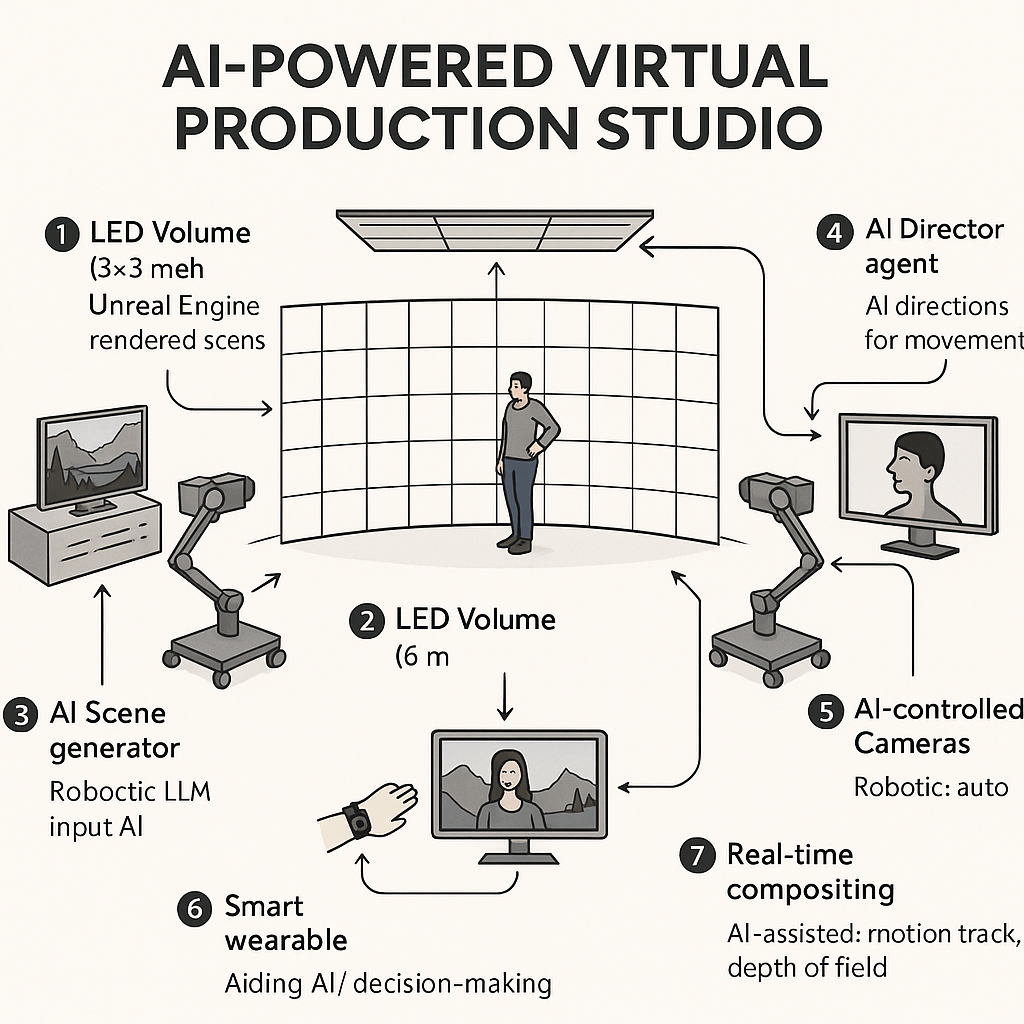 AI-POWERED VIRTUAL
PRODUCTION STUDIO
1 LED Volume
(3×3 meh
Unreal Engine
rendered scens
4 AI Director
agent
AI directions
for movement
2 LED Volume
(6 m
3 AI Scene
generator
Roboctic LLM
input AI
5 AI-controlled
Cameras
Robotic: auto
6 Smart
wearable
Aiding AI/ decision-making
7 Real-time
compositing
AI-assisted: rnotion track,
depth of field